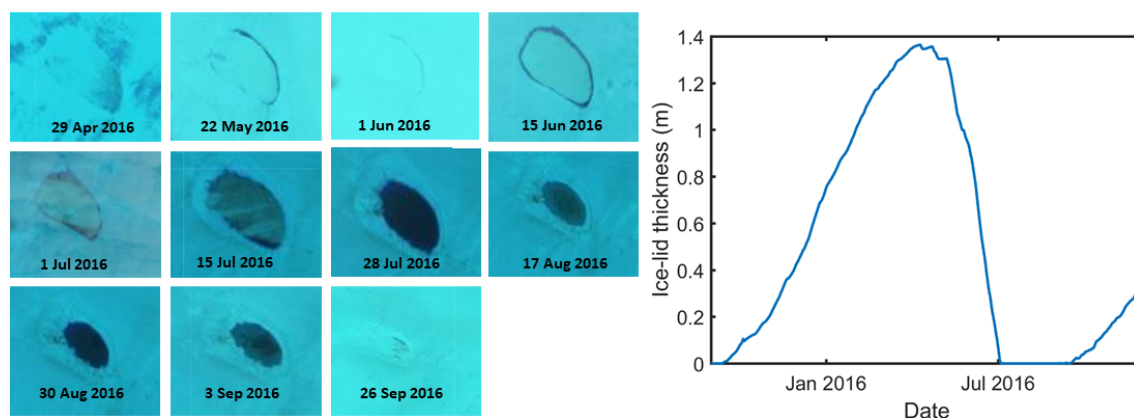 29 Apr 2016
22 May 2016
1 Jun 2016
15 Jun 2016
1 Jul 2016
15 Jul 2016
28 Jul 2016
17 Aug 2016
30 Aug 2016
3 Sep 2016
26 Sep 2016
Ice-lid thickness (m)
1.4
1.2
1
0.8
0.6
0.4
0.2
0
Jan 2016
Jul 2016
Date